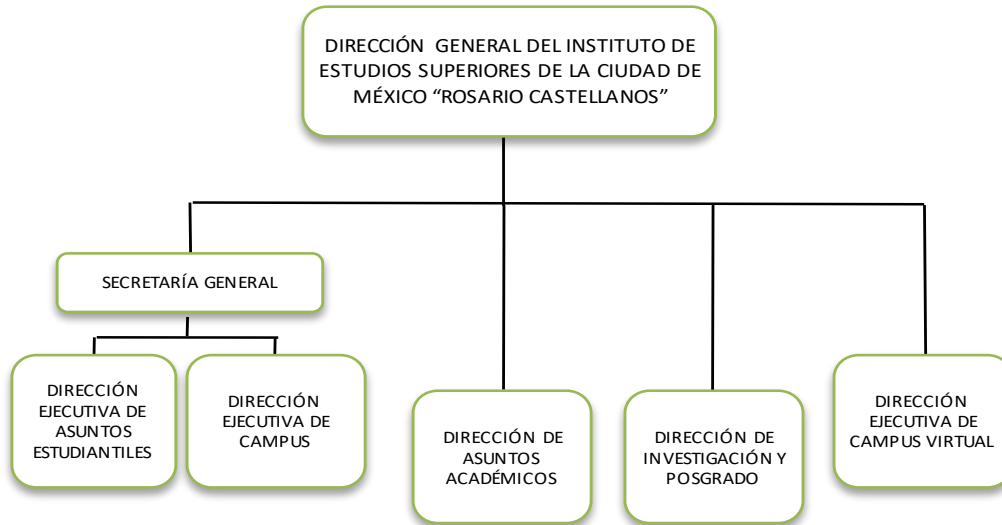 DIRECCIÓN GENERAL DEL INSTITUTO DE
ESTUDIOS SUPERIORES DE LA CIUDAD DE
MÉXICO “ROSARIO CASTELLANOS”
SECRETARÍA GENERAL
DIRECCIÓN
EJECUTIVA DE
ASUNTOS
ESTUDIANTILES
DIRECCIÓN
EJECUTIVA DE
CAMPUS
DIRECCIÓN DE
ASUNTOS
ACADÉMICOS
DIRECCIÓN DE
INVESTIGACIÓN Y
POSGRADO
DIRECCIÓN
EJECUTIVA DE
CAMPUS VIRTUAL